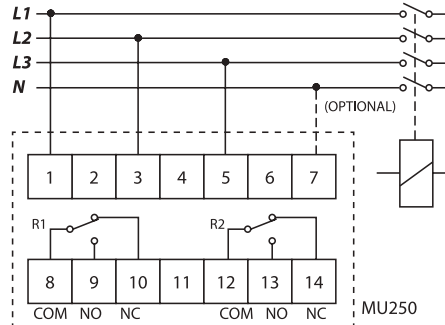 L1
L2
L3
N
(OPTIONAL)
1 2 3 4 5 6 7
R1 R2
8 9 10 11 12 13 14
COM NO NC COM NO NC
MU250